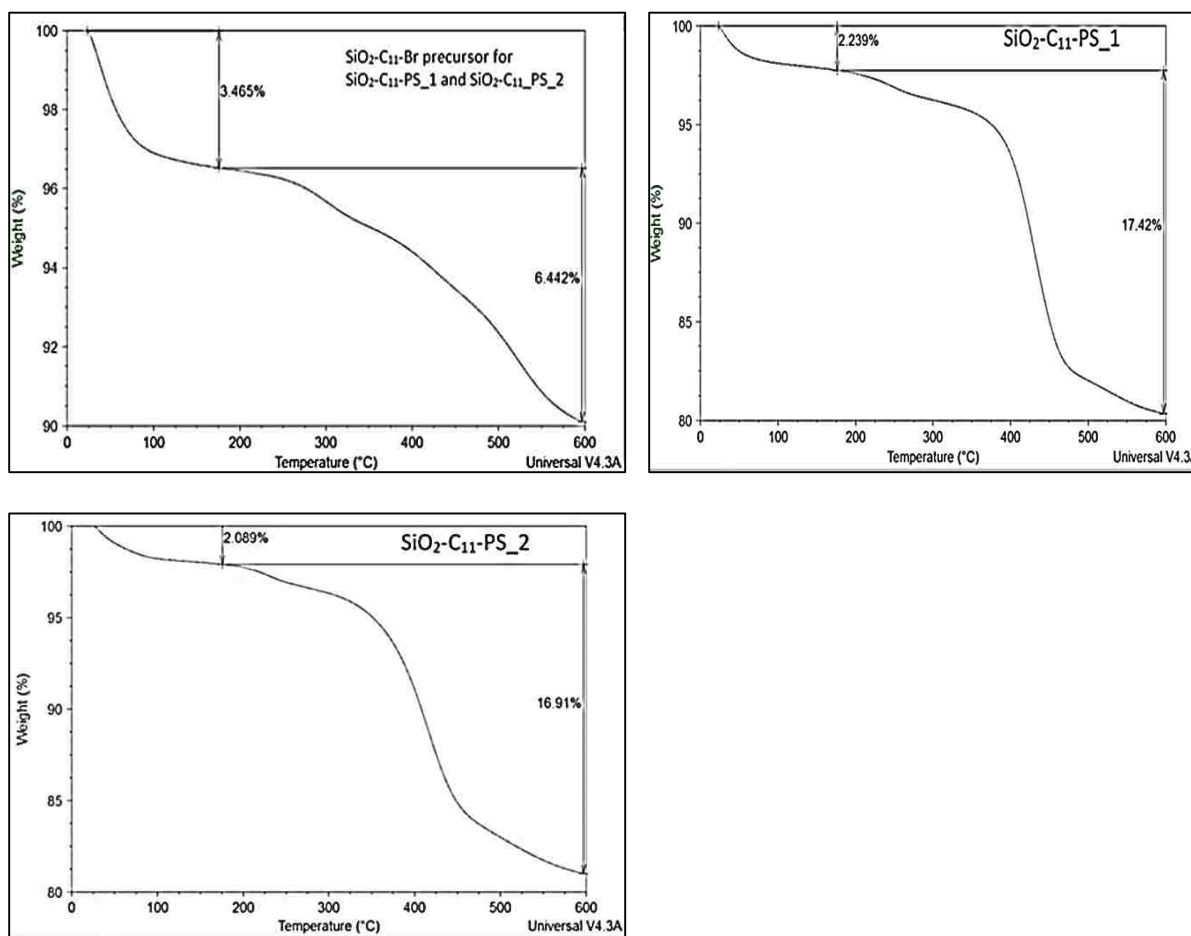 100
98
96
94
92
90
Weight (%)
3.465%
SiO₂-C₁₁-Br precursor for
SiO₂-C₁₁-PS_1 and SiO₂-C₁₁_PS_2
6.442%
0 100 200 300 400 500 600
Temperature (°C)
Universal V4.3A
100
95
90
85
80
Weight (%)
2.239%
SiO₂-C₁₁-PS_1
17.42%
0 100 200 300 400 500 600
Temperature (°C)
Universal V4.3A
100
95
90
85
80
Weight (%)
2.089%
SiO₂-C₁₁-PS_2
16.91%
0 100 200 300 400 500 600
Temperature (°C)
Universal V4.3A